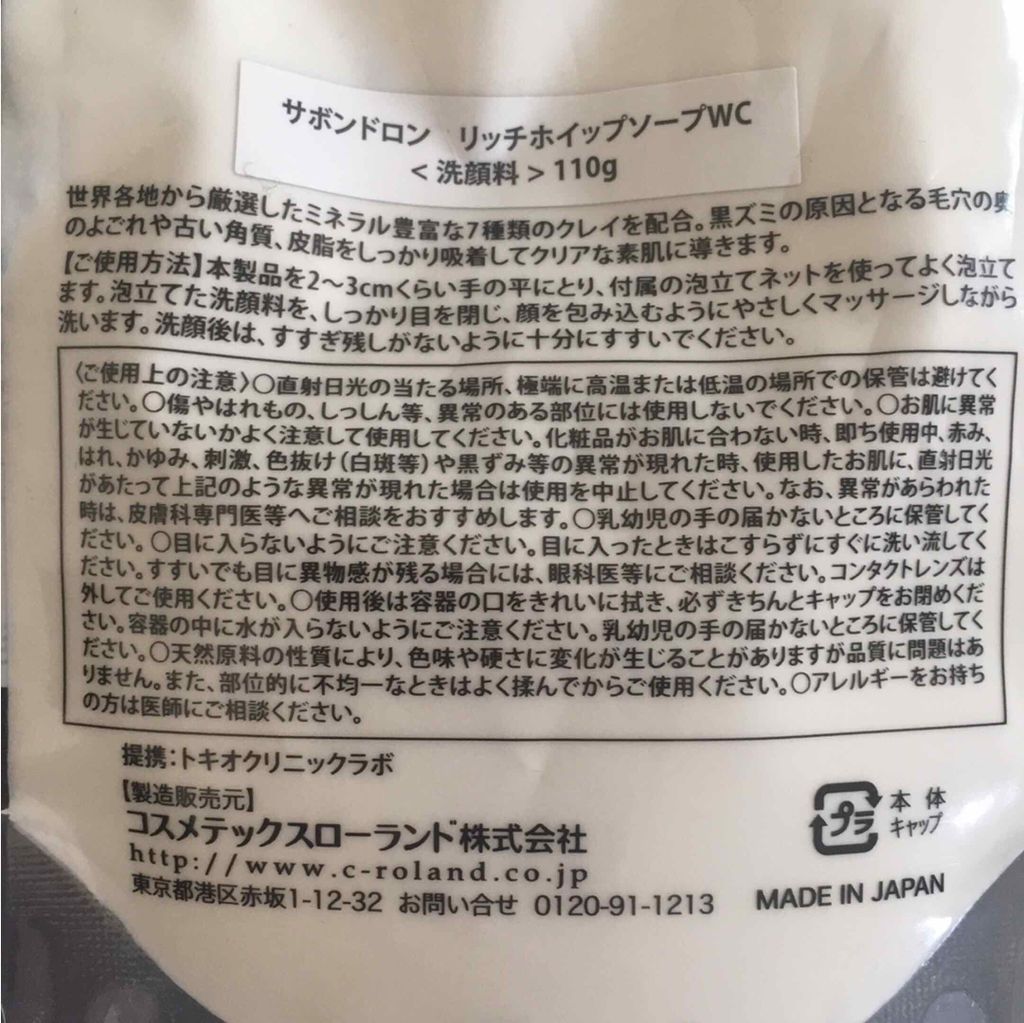 サボンドロン リッチホイップソープWC
<洗顔料> 110g
世界各地から厳選したミネラル豊富な7種類のクレイを配合。黒ズミの原因となる毛穴の奥
のよごれや古い角質、皮脂をしっかり吸着してクリアな素肌に導きます。
【ご使用方法】本製品を2〜3cmくらい手の平にとり、付属の泡立てネットを使ってよく泡立て
ます。泡立てた洗顔料を、しっかり目を閉じ、顔を包み込むようにやさしくマッサージしながら
洗います。洗顔後は、すすぎ残しがないように十分にすすいでください。
〈ご使用上の注意〉○直射日光の当たる場所、極端に高温または低温の場所での保管は避けてく
ださい。○傷やはれもの、しっしん等、異常のある部位には使用しないでください。○お肌に異常
が生じていないかよく注意して使用してください。化粧品がお肌に合わない時、即ち使用中、赤み、
はれ、かゆみ、刺激、色抜け(白斑等)や黒ずみ等の異常が現れた時、使用したお肌に、直射日光
があたって上記のような異常が現れた場合は使用を中止してください。なお、異常があらわれた
時は、皮膚科専門医等へご相談をおすすめします。○乳幼児の手の届かないところに保管してく
ださい。○目に入らないようにご注意ください。目に入ったときはこすらずにすぐに洗い流してく
ださい。すすいでも目に異物感が残る場合には、眼科医等にご相談ください。コンタクトレンズは
外してご使用ください。○使用後は容器の口をきれいに拭き、必ずきちんとキャップをお閉めくだ
さい。容器の中に水が入らないようにご注意ください。乳幼児の手の届かないところに保管してく
ださい。○天然原料の性質により、色味や硬さに変化が生じることがありますが品質に問題はあ
りません。また、部位的に不均一なときはよく揉んでからご使用ください。○アレルギーをお持ち
の方は医師にご相談ください。
提携:トキオクリニックラボ
【製造販売元】
コスメテックスローランド株式会社
http://www.c-roland.co.jp
東京都港区赤坂1-12-32 お問い合せ 0120-91-1213
プラ
本体
キャップ
MADE IN JAPAN